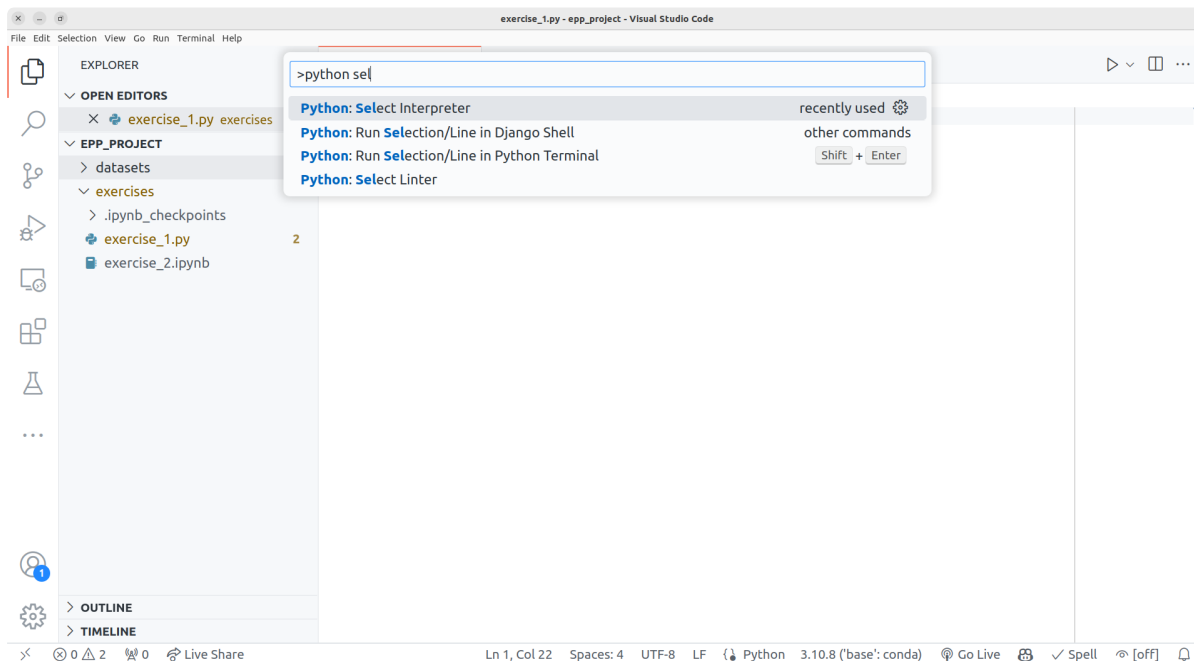 exercise_1.py - epp_project - Visual Studio Code
File Edit Selection View Go Run Terminal Help
EXPLORER
OPEN EDITORS
exercise_1.py exercises
EPP_PROJECT
datasets
exercises
.ipynb_checkpoints
exercise_1.py 2
exercise_2.ipynb
>python sel
Python: Select Interpreter recently used
Python: Run Selection/Line in Django Shell other commands
Python: Run Selection/Line in Python Terminal Shift + Enter
Python: Select Linter
1
OUTLINE
TIMELINE
0 2 0 Live Share Ln 1, Col 22 Spaces: 4 UTF-8 LF Python 3.10.8 ('base': conda) Go Live Spell [off]